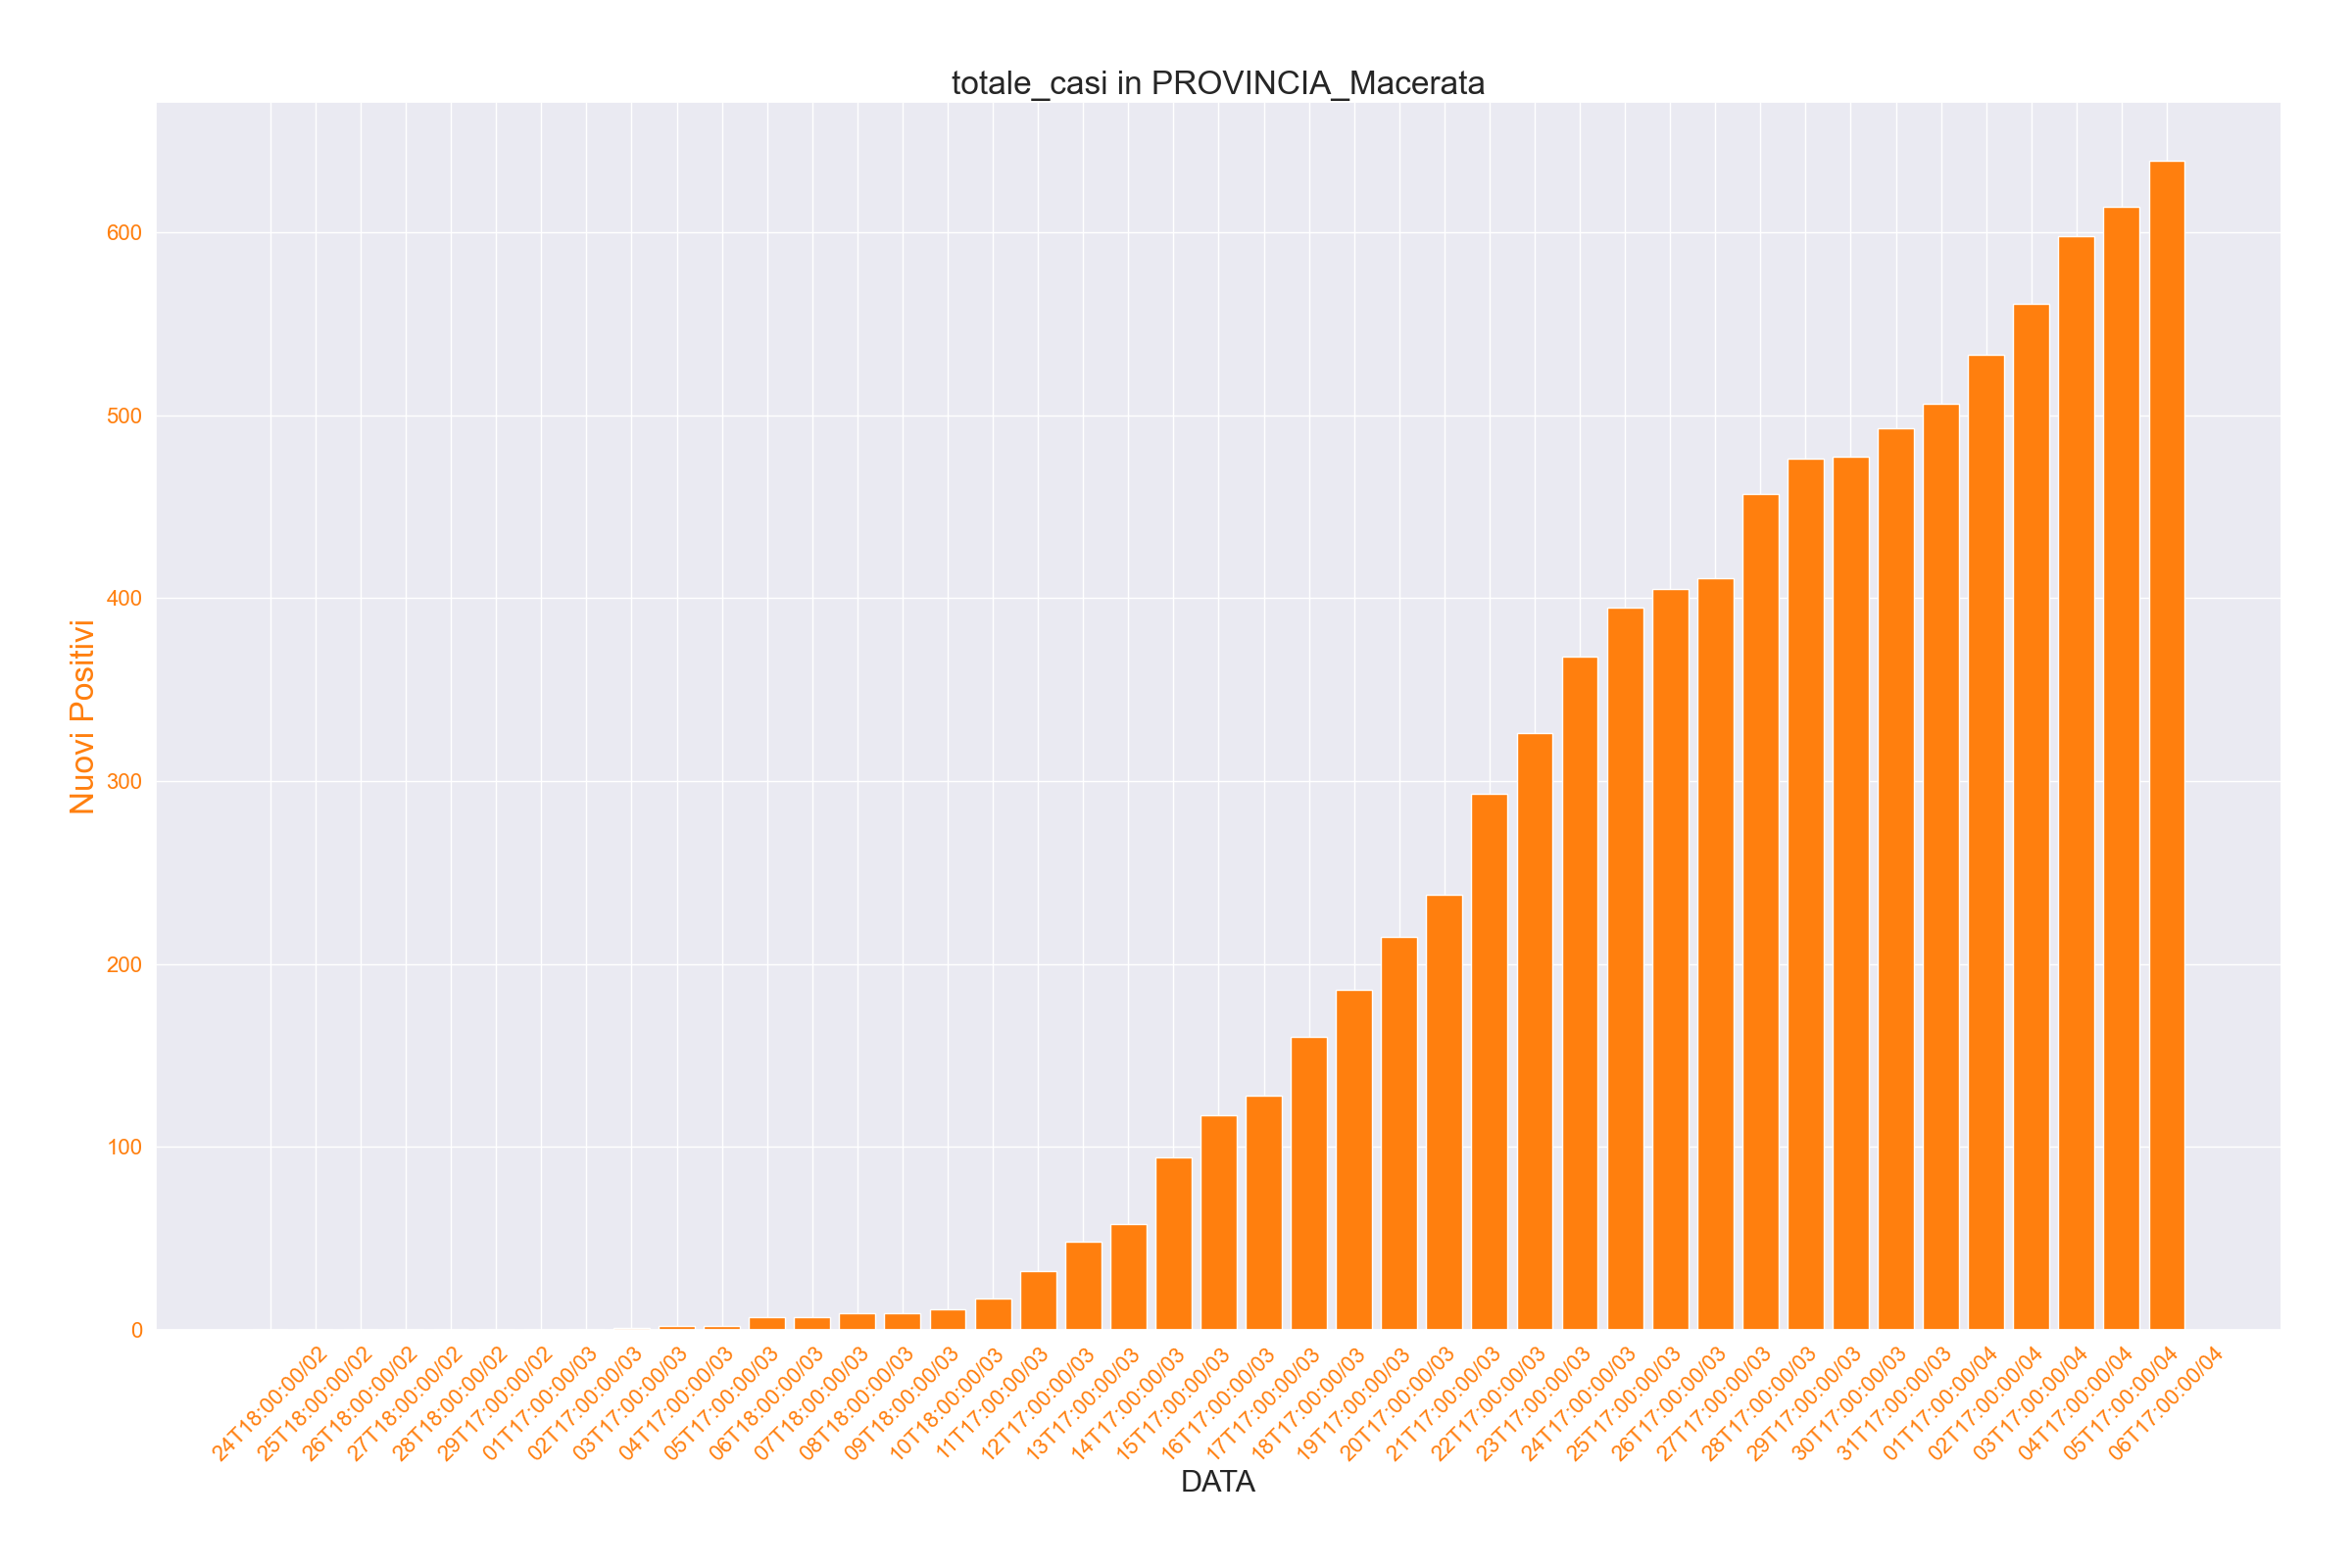 totale_casi in PROVINCIA_Macerata
Nuovi Positivi
600
500
400
300
200
100
0
24T18:00:00/02
25T18:00:00/02
26T18:00:00/02
27T18:00:00/02
28T18:00:00/02
29T17:00:00/02
01T17:00:00/03
02T17:00:00/03
03T17:00:00/03
04T17:00:00/03
05T17:00:00/03
06T18:00:00/03
07T18:00:00/03
08T18:00:00/03
09T18:00:00/03
10T18:00:00/03
11T17:00:00/03
12T17:00:00/03
13T17:00:00/03
14T17:00:00/03
15T17:00:00/03
16T17:00:00/03
17T17:00:00/03
18T17:00:00/03
19T17:00:00/03
20T17:00:00/03
21T17:00:00/03
22T17:00:00/03
23T17:00:00/03
24T17:00:00/03
25T17:00:00/03
26T17:00:00/03
27T17:00:00/03
28T17:00:00/03
29T17:00:00/03
30T17:00:00/03
31T17:00:00/03
01T17:00:00/04
02T17:00:00/04
03T17:00:00/04
04T17:00:00/04
05T17:00:00/04
06T17:00:00/04
DATA